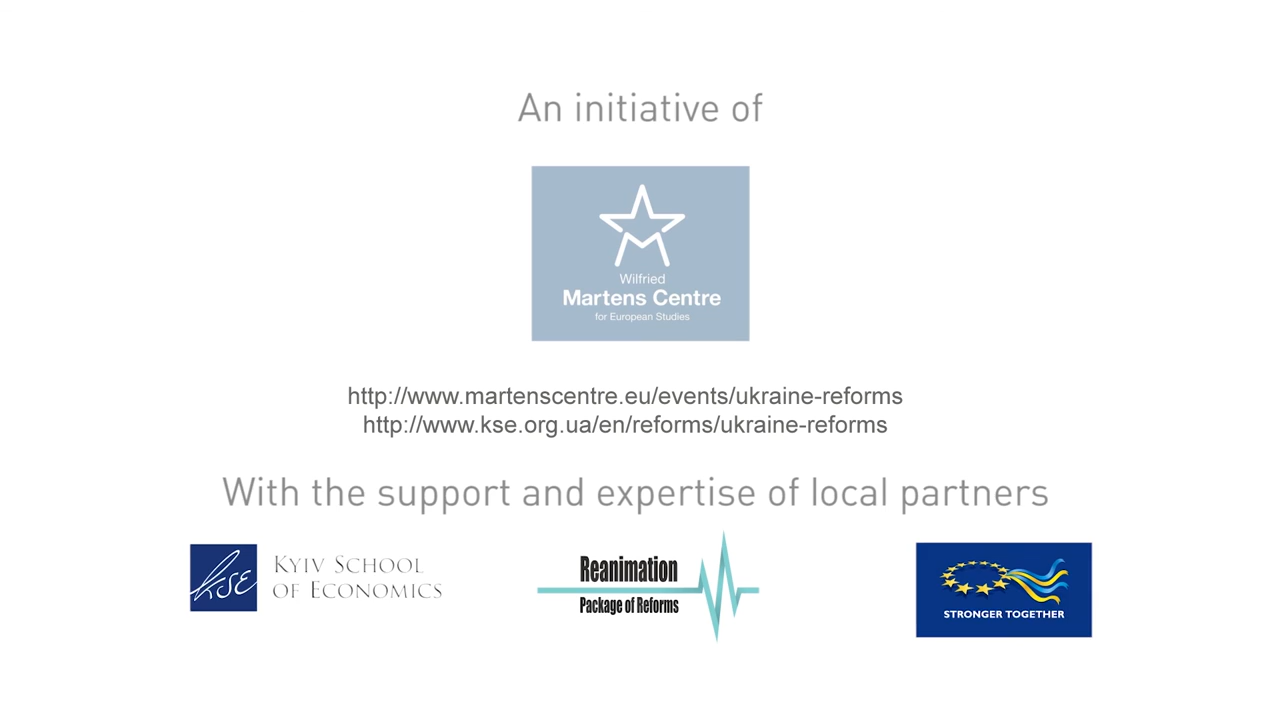 An initiative of
Wilfried
Martens Centre
for European Studies
http://www.martenscentre.eu/events/ukraine-reforms
http://www.kse.org.ua/en/reforms/ukraine-reforms
With the support and expertise of local partners
kse
KYIV SCHOOL
OF ECONOMICS
Reanimation
Package of Reforms
STRONGER TOGETHER